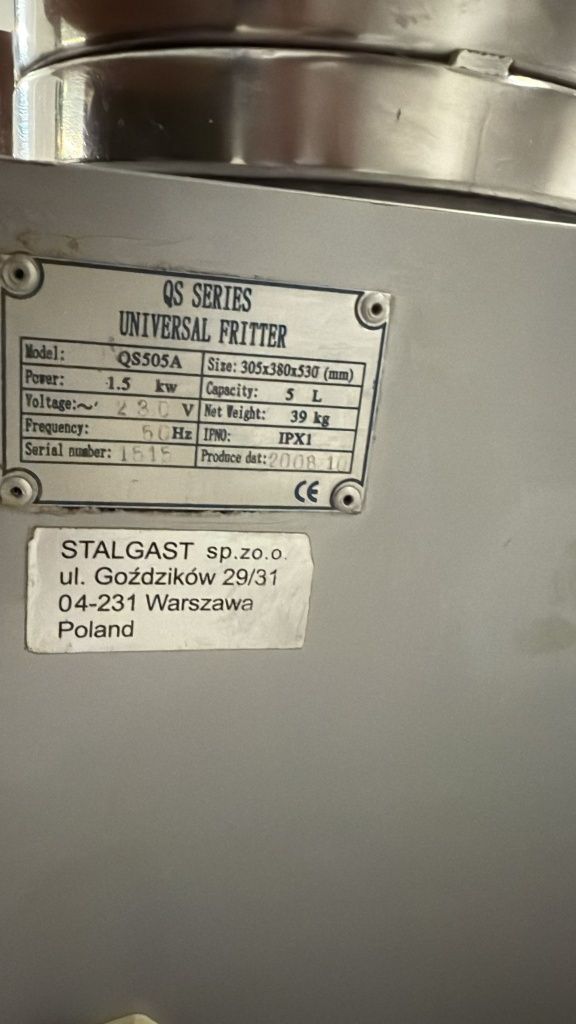 QS SERIES
UNIVERSAL FRITTER
Model: QS505A Size: 305x380x530 (mm)
Power: 1.5 kw Capacity: 5 L
Voltage:~ 230 V Net Weight: 39 kg
Frequency: 50 Hz IPNO: IPX1
Serial number: 1515 Produce dat: 2008.10
CE
STALGAST sp.zo.o.
ul. Goździków 29/31
04-231 Warszawa
Poland